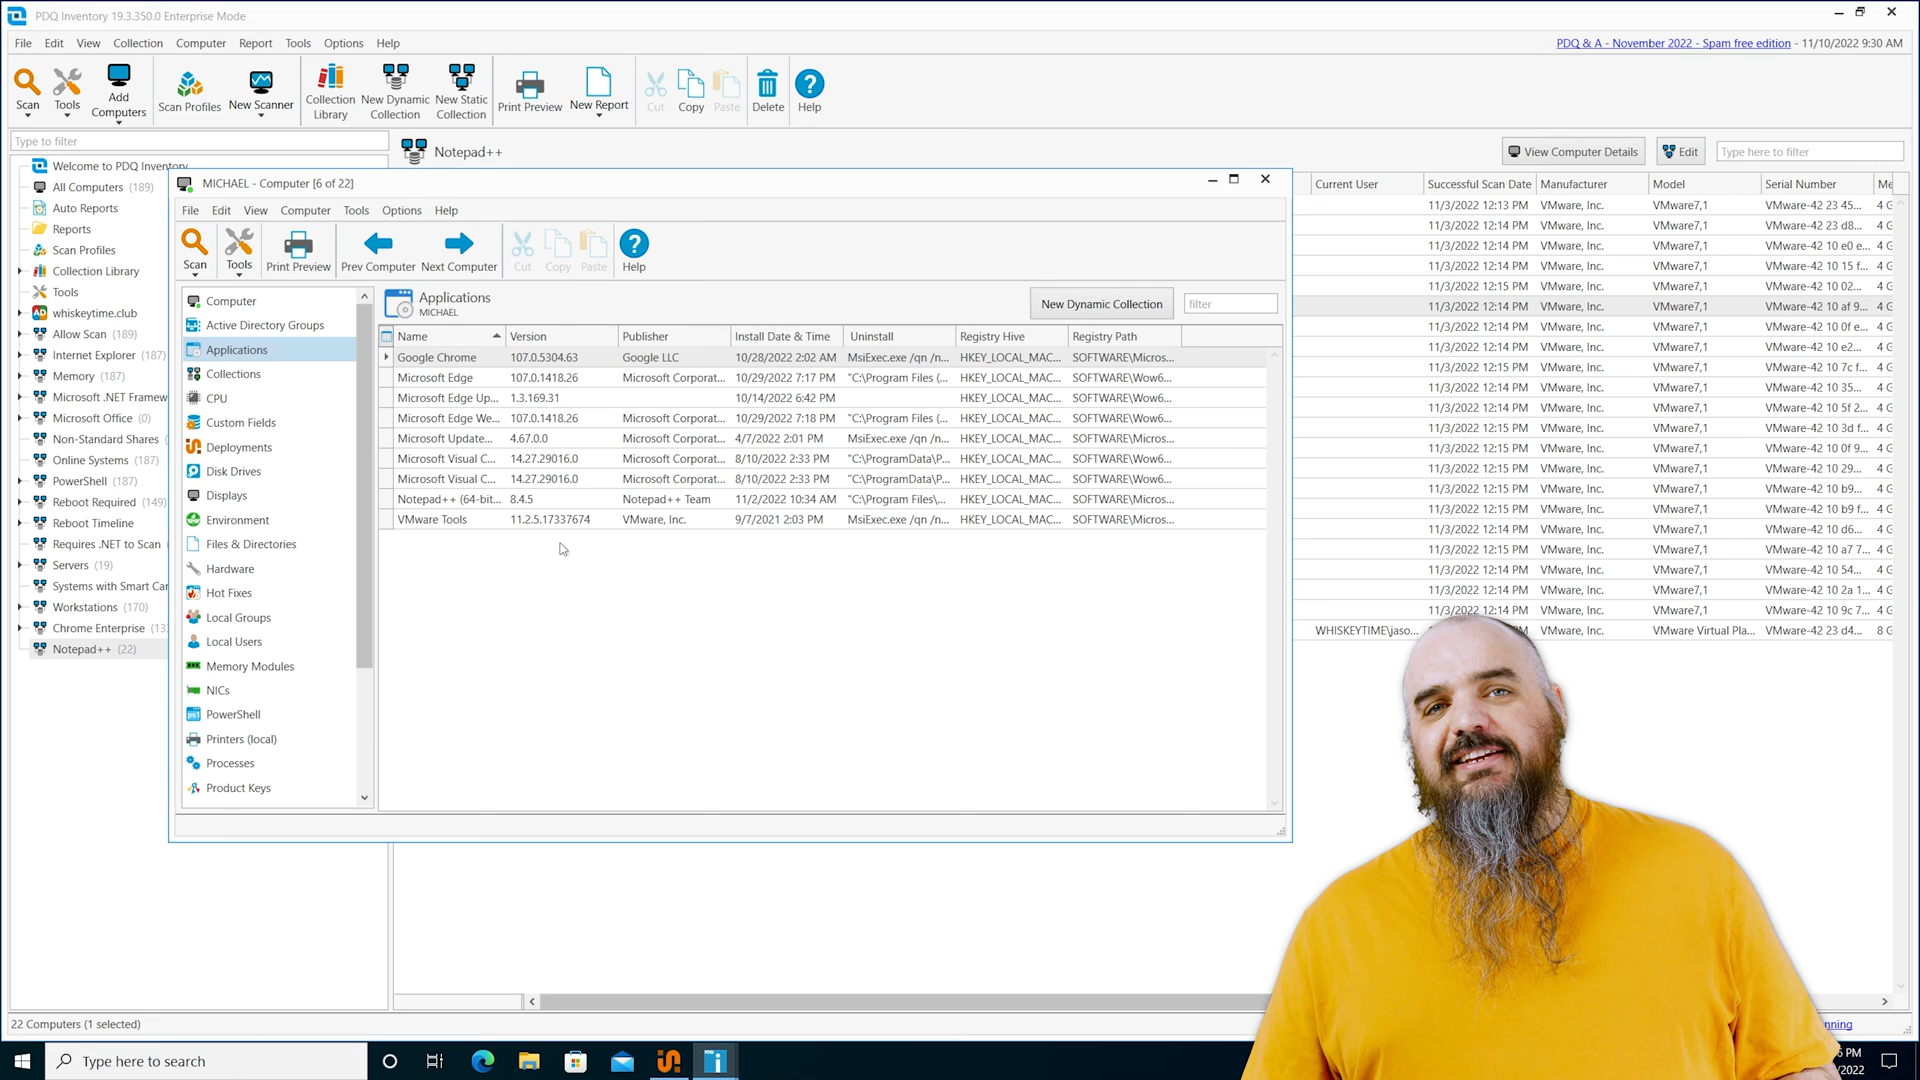 PDQ Inventory 19.3.350.0 Enterprise Mode
File Edit View Collection Computer Report Tools Options Help
PDQ & A - November 2022 - Spam free edition - 11/10/2022 9:30 AM
Scan
Tools
Add Computers
Scan Profiles
New Scanner
Collection Library
New Dynamic Collection
New Static Collection
Print Preview
New Report
Cut
Copy
Paste
Delete
Help
Type to filter
Notepad++
View Computer Details
Edit
Type here to filter
Welcome to PDQ Inventory
All Computers (189)
Auto Reports
Reports
Scan Profiles
Collection Library
Tools
whiskeytime.club
Allow Scan (189)
Internet Explorer (187)
Memory (187)
Microsoft .NET Framew
Microsoft Office (0)
Non-Standard Shares
Online Systems (187)
PowerShell (187)
Reboot Required (149)
Reboot Timeline
Requires .NET to Scan
Servers (19)
Systems with Smart Car
Workstations (170)
Chrome Enterprise (13
Notepad++ (22)
MICHAEL - Computer [6 of 22]
File Edit View Computer Tools Options Help
Scan
Tools
Print Preview
Prev Computer
Next Computer
Cut
Copy
Paste
Help
Computer
Active Directory Groups
Applications
Collections
CPU
Custom Fields
Deployments
Disk Drives
Displays
Environment
Files & Directories
Hardware
Hot Fixes
Local Groups
Local Users
Memory Modules
NICs
PowerShell
Printers (local)
Processes
Product Keys
Applications
MICHAEL
New Dynamic Collection
filter
Name Version Publisher Install Date & Time Uninstall Registry Hive Registry Path
Google Chrome 107.0.5304.63 Google LLC 10/28/2022 2:02 AM MsiExec.exe /qn /n... HKEY_LOCAL_MAC... SOFTWARE\Micros...
Microsoft Edge 107.0.1418.26 Microsoft Corporat... 10/29/2022 7:17 PM "C:\Program Files (... HKEY_LOCAL_MAC... SOFTWARE\Wow6...
Microsoft Edge Up... 1.3.169.31 10/14/2022 6:42 PM HKEY_LOCAL_MAC... SOFTWARE\Wow6...
Microsoft Edge We... 107.0.1418.26 Microsoft Corporat... 10/29/2022 7:18 PM "C:\Program Files (... HKEY_LOCAL_MAC... SOFTWARE\Wow6...
Microsoft Update... 4.67.0.0 Microsoft Corporat... 4/7/2022 2:01 PM MsiExec.exe /qn /n... HKEY_LOCAL_MAC... SOFTWARE\Micros...
Microsoft Visual C... 14.27.29016.0 Microsoft Corporat... 8/10/2022 2:33 PM "C:\ProgramData\P... HKEY_LOCAL_MAC... SOFTWARE\Wow6...
Microsoft Visual C... 14.27.29016.0 Microsoft Corporat... 8/10/2022 2:33 PM "C:\ProgramData\P... HKEY_LOCAL_MAC... SOFTWARE\Wow6...
Notepad++ (64-bit... 8.4.5 Notepad++ Team 11/2/2022 10:34 AM "C:\Program Files\... HKEY_LOCAL_MAC... SOFTWARE\Micros...
VMware Tools 11.2.5.17337674 VMware, Inc. 9/7/2021 2:03 PM MsiExec.exe /qn /n... HKEY_LOCAL_MAC... SOFTWARE\Micros...
Current User Successful Scan Date Manufacturer Model Serial Number Me
11/3/2022 12:13 PM VMware, Inc. VMware7,1 VMware-42 23 45... 4 G
11/3/2022 12:14 PM VMware, Inc. VMware7,1 VMware-42 23 d8... 4 G
11/3/2022 12:14 PM VMware, Inc. VMware7,1 VMware-42 10 e0 e... 4 G
11/3/2022 12:14 PM VMware, Inc. VMware7,1 VMware-42 10 15 f... 4 G
11/3/2022 12:15 PM VMware, Inc. VMware7,1 VMware-42 10 02... 4 G
11/3/2022 12:14 PM VMware, Inc. VMware7,1 VMware-42 10 af 9... 4 G
11/3/2022 12:14 PM VMware, Inc. VMware7,1 VMware-42 10 0f e... 4 G
11/3/2022 12:14 PM VMware, Inc. VMware7,1 VMware-42 10 e2... 4 G
11/3/2022 12:15 PM VMware, Inc. VMware7,1 VMware-42 10 7c f... 4 G
11/3/2022 12:14 PM VMware, Inc. VMware7,1 VMware-42 10 35... 4 G
11/3/2022 12:14 PM VMware, Inc. VMware7,1 VMware-42 10 5f 2... 4 G
11/3/2022 12:15 PM VMware, Inc. VMware7,1 VMware-42 10 3d f... 4 G
11/3/2022 12:14 PM VMware, Inc. VMware7,1 VMware-42 10 0f 9... 4 G
11/3/2022 12:15 PM VMware, Inc. VMware7,1 VMware-42 10 29... 4 G
11/3/2022 12:15 PM VMware, Inc. VMware7,1 VMware-42 10 b9... 4 G
11/3/2022 12:15 PM VMware, Inc. VMware7,1 VMware-42 10 b9 f... 4 G
11/3/2022 12:14 PM VMware, Inc. VMware7,1 VMware-42 10 d6... 4 G
11/3/2022 12:15 PM VMware, Inc. VMware7,1 VMware-42 10 a7 7... 4 G
11/3/2022 12:14 PM VMware, Inc. VMware7,1 VMware-42 10 54... 4 G
11/3/2022 12:14 PM VMware, Inc. VMware7,1 VMware-42 10 2a 1... 4 G
11/3/2022 12:14 PM VMware, Inc. VMware7,1 VMware-42 10 9c 7... 4 G
WHISKEYTIME\jaso... PM VMware, Inc. VMware Virtual Pla... VMware-42 23 d4... 8 G
22 Computers (1 selected)
nning
Type here to search
PM
/2022